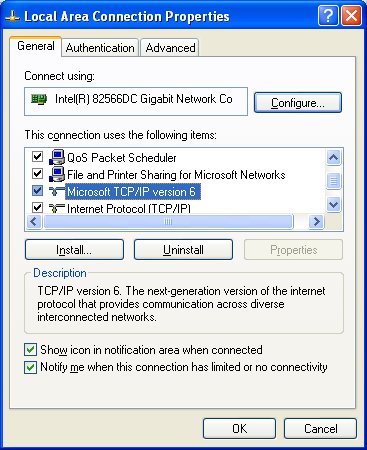 Local Area Connection Properties
General Authentication Advanced
Connect using:
Intel(R) 82566DC Gigabit Network Co
Configure...
This connection uses the following items:
QoS Packet Scheduler
File and Printer Sharing for Microsoft Networks
Microsoft TCP/IP version 6
Internet Protocol (TCP/IP)
Install... Uninstall Properties
Description
TCP/IP version 6. The next-generation version of the internet
protocol that provides communication across diverse
interconnected networks.
Show icon in notification area when connected
Notify me when this connection has limited or no connectivity
OK Cancel